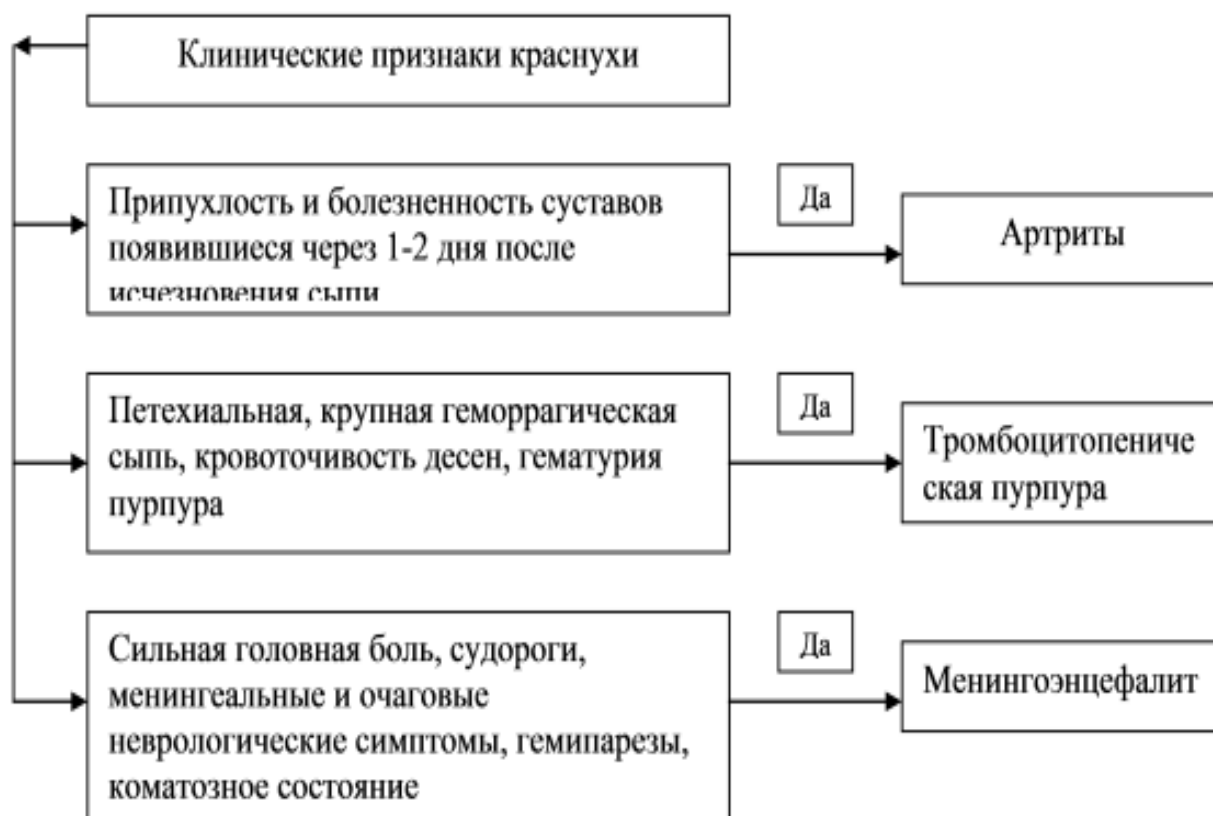 Клинические признаки краснухи
Припухлость и болезненность суставов
появившиеся через 1-2 дня после
исчезновения сыпи
Да
Артриты
Петехиальная, крупная геморрагическая
сыпь, кровоточивость десен, гематурия
пурпура
Да
Тромбоцитопениче
ская пурпура
Сильная головная боль, судороги,
менингеальные и очаговые
неврологические симптомы, гемипарезы,
коматозное состояние
Да
Менингоэнцефалит